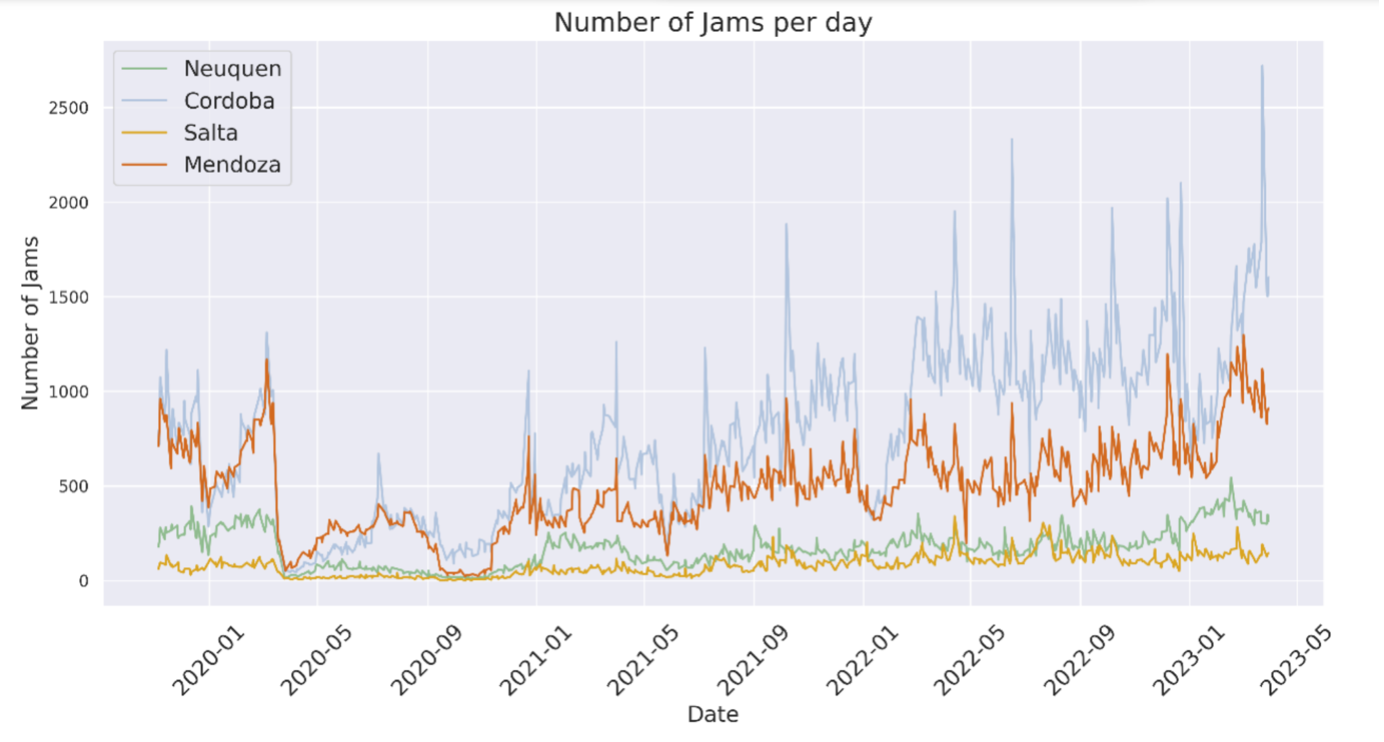 Number of Jams per day
Neuquen
Cordoba
Salta
Mendoza
Number of Jams
2500
2000
1500
1000
500
0
2020-01
2020-05
2020-09
2021-01
2021-05
2021-09
2022-01
2022-05
2022-09
2023-01
2023-05
Date